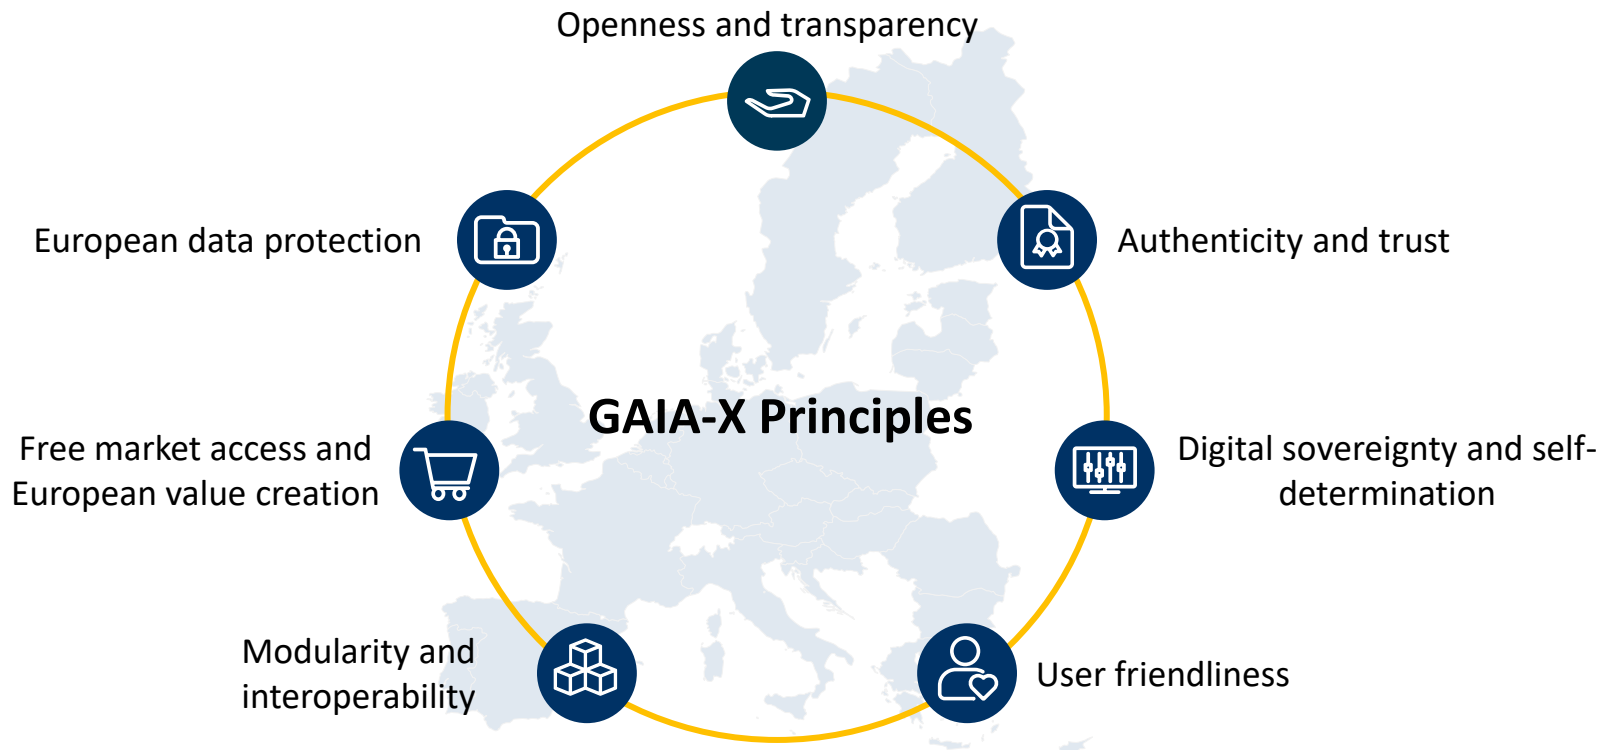 Openness and transparency
European data protection
Authenticity and trust
GAIA-X Principles
Free market access and
European value creation
Digital sovereignty and self-
determination
Modularity and
interoperability
User friendliness